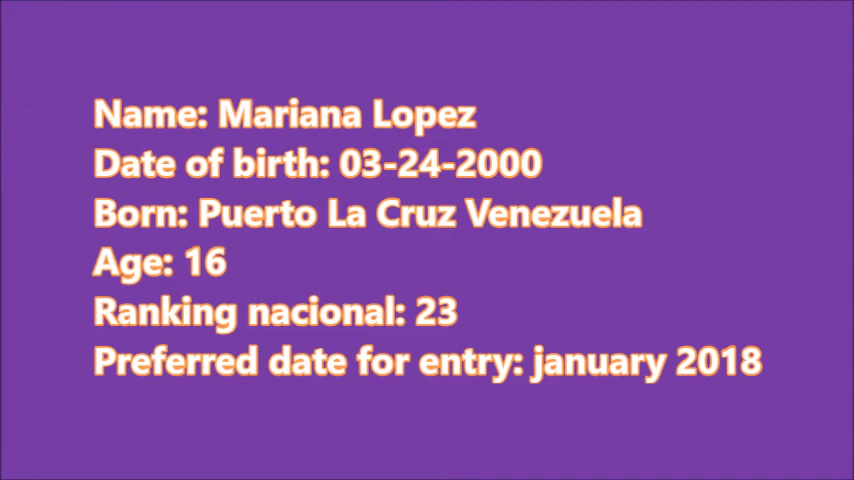 Name: Mariana Lopez
Date of birth: 03-24-2000
Born: Puerto La Cruz Venezuela
Age: 16
Ranking nacional: 23
Preferred date for entry: january 2018